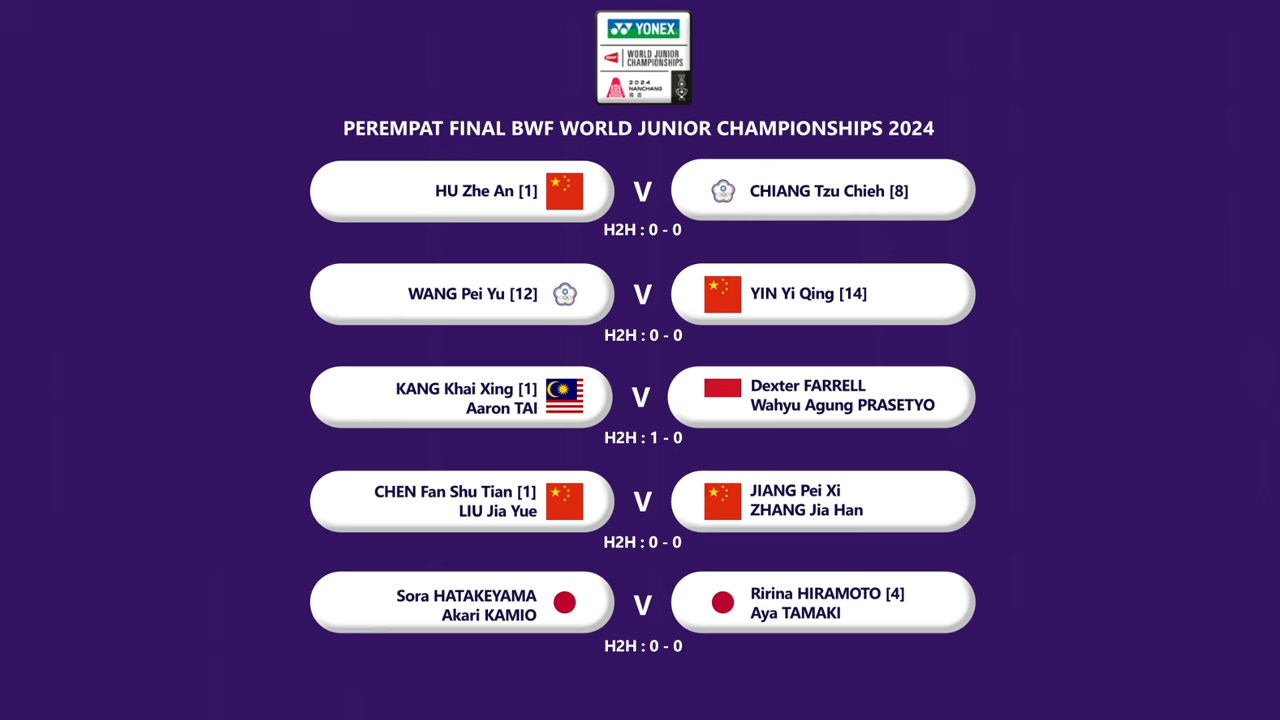 YONEX
WORLD JUNIOR
CHAMPIONSHIPS
2024
NANCHANG
南昌
PEREMPAT FINAL BWF WORLD JUNIOR CHAMPIONSHIPS 2024
HU Zhe An [1]
V
CHIANG Tzu Chieh [8]
H2H : 0 - 0
WANG Pei Yu [12]
V
YIN Yi Qing [14]
H2H : 0 - 0
KANG Khai Xing [1]
Aaron TAI
V
Dexter FARRELL
Wahyu Agung PRASETYO
H2H : 1 - 0
CHEN Fan Shu Tian [1]
LIU Jia Yue
V
JIANG Pei Xi
ZHANG Jia Han
H2H : 0 - 0
Sora HATAKEYAMA
Akari KAMIO
V
Ririna HIRAMOTO [4]
Aya TAMAKI
H2H : 0 - 0